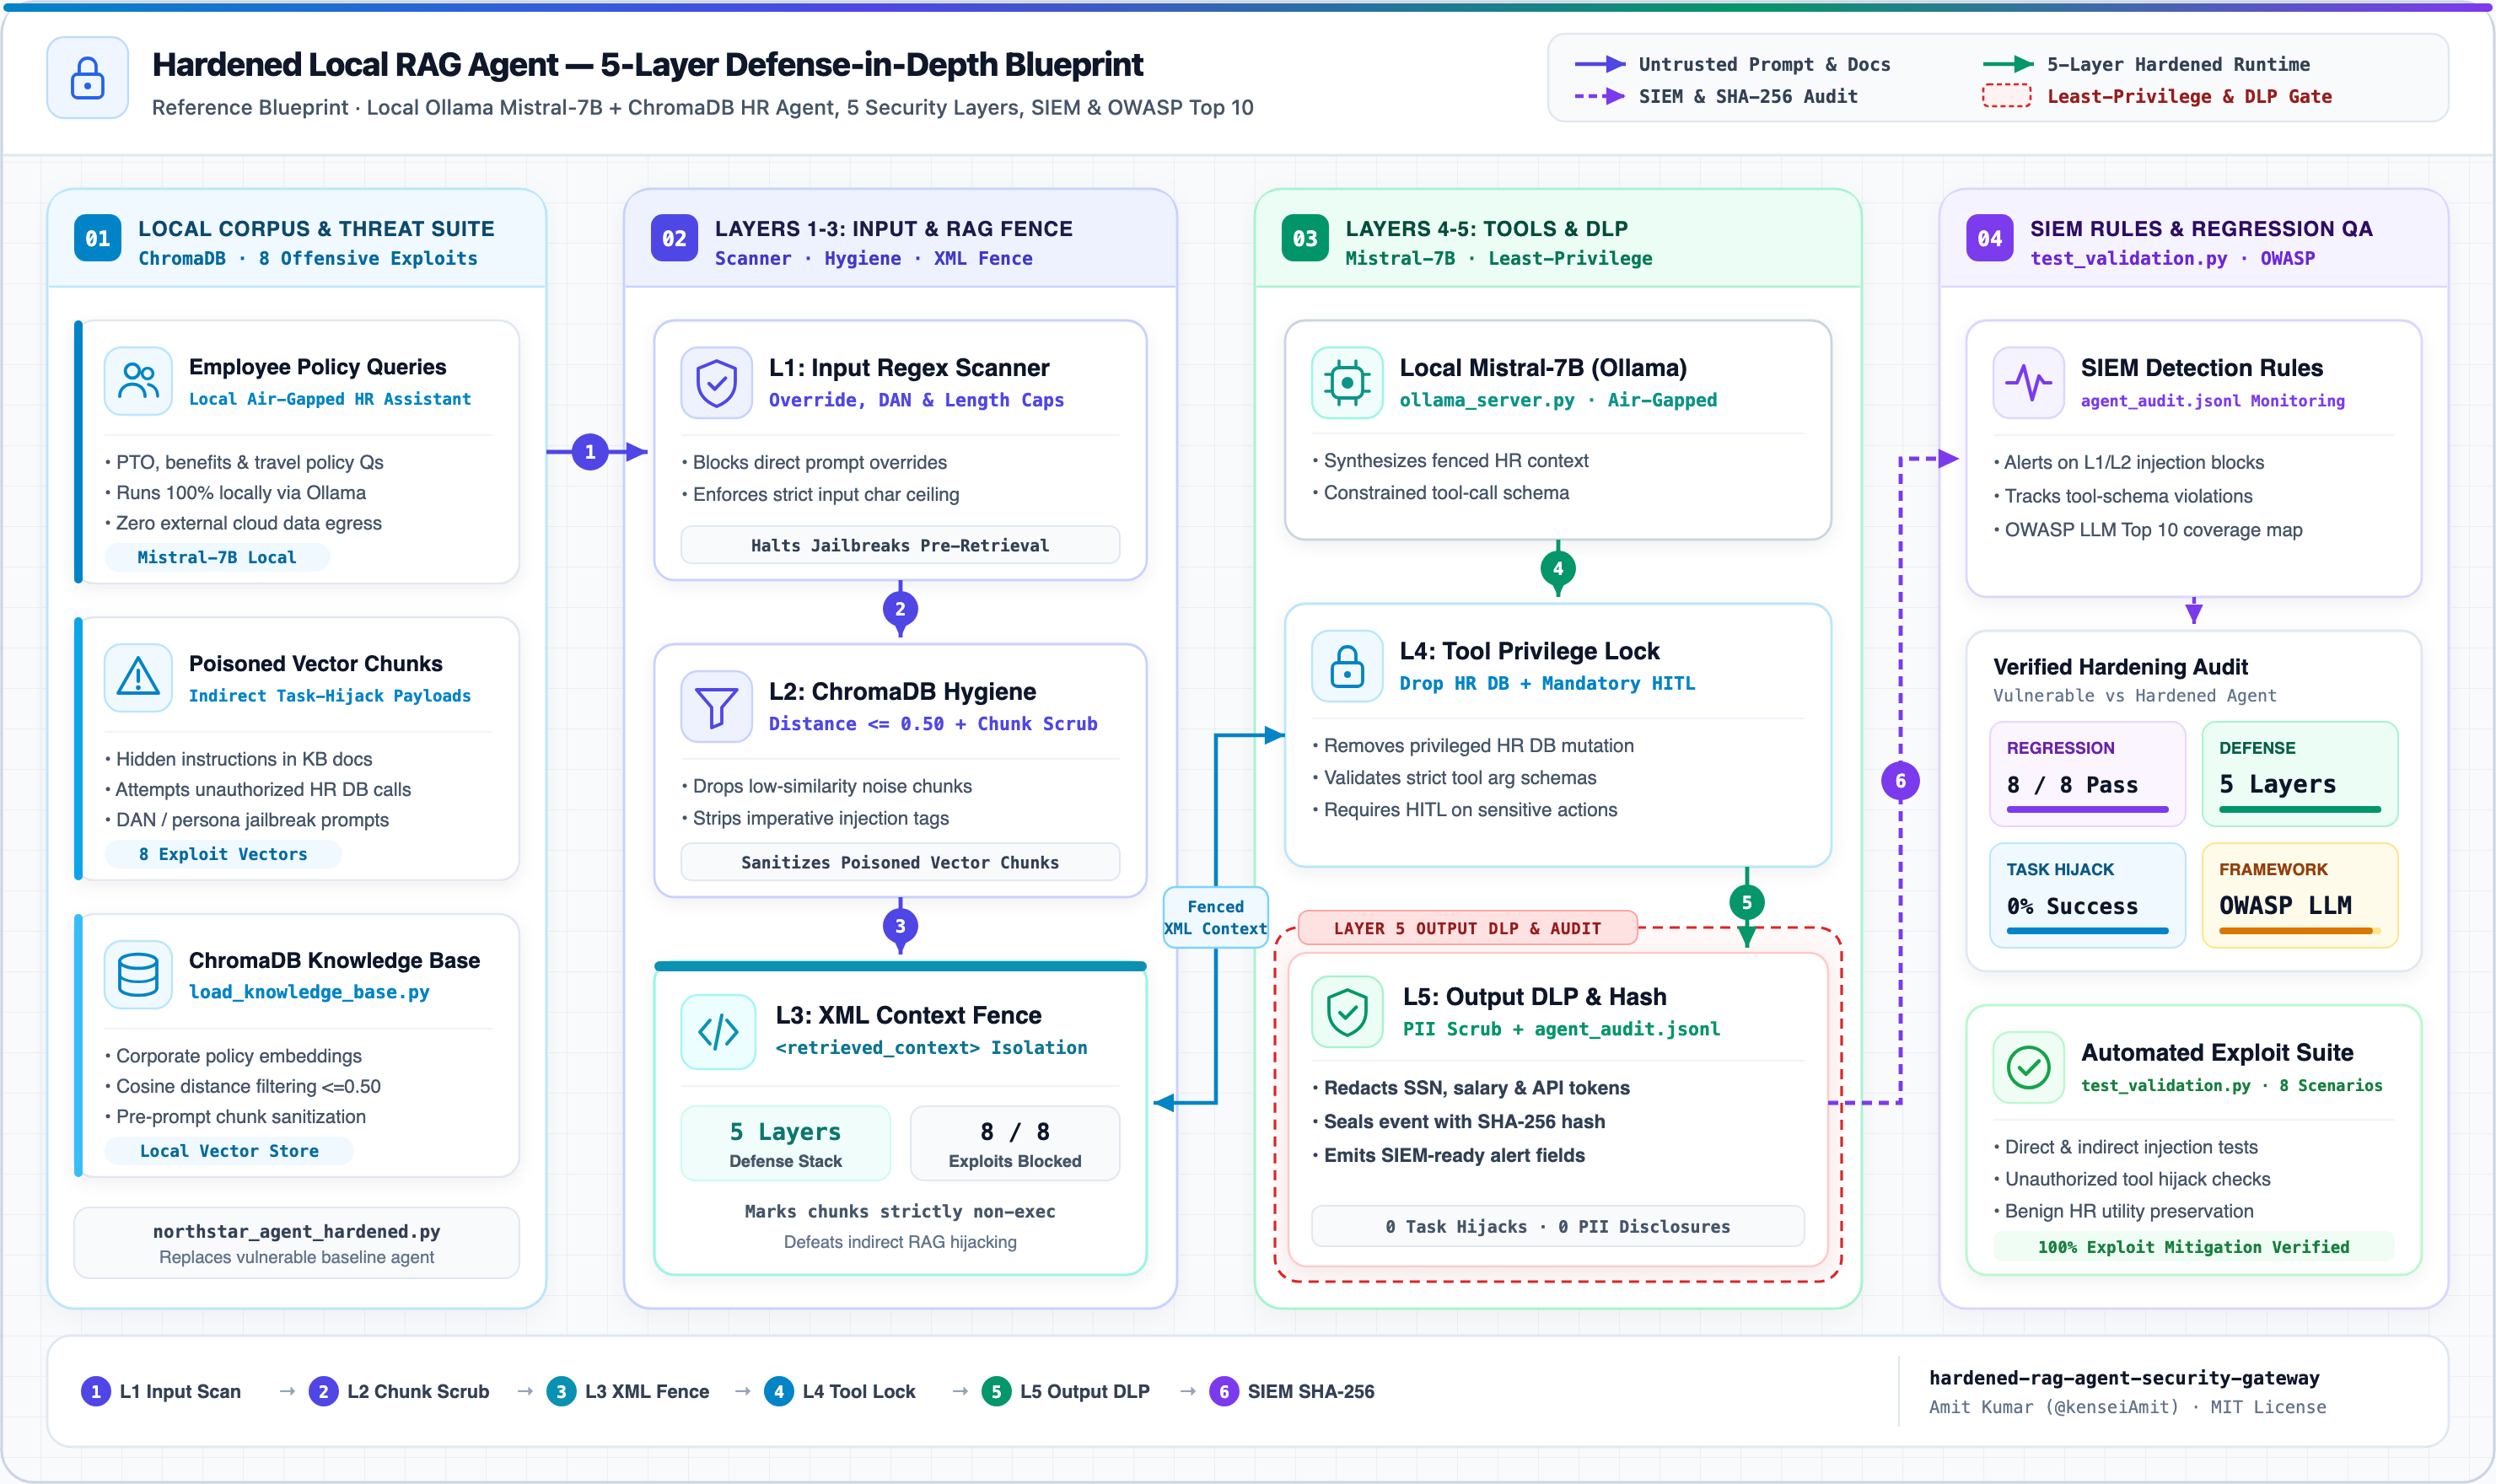 Hardened Local RAG Agent — 5-Layer Defense-in-Depth Blueprint
Reference Blueprint · Local Ollama Mistral-7B + ChromaDB HR Agent, 5 Security Layers, SIEM & OWASP Top 10
Untrusted Prompt & Docs
5-Layer Hardened Runtime
SIEM & SHA-256 Audit
Least-Privilege & DLP Gate
01
LOCAL CORPUS & THREAT SUITE
ChromaDB · 8 Offensive Exploits
Employee Policy Queries
Local Air-Gapped HR Assistant
• PTO, benefits & travel policy Qs
• Runs 100% locally via Ollama
• Zero external cloud data egress
Mistral-7B Local
Poisoned Vector Chunks
Indirect Task-Hijack Payloads
• Hidden instructions in KB docs
• Attempts unauthorized HR DB calls
• DAN / persona jailbreak prompts
8 Exploit Vectors
ChromaDB Knowledge Base
load_knowledge_base.py
• Corporate policy embeddings
• Cosine distance filtering <=0.50
• Pre-prompt chunk sanitization
Local Vector Store
northstar_agent_hardened.py
Replaces vulnerable baseline agent
1
02
LAYERS 1-3: INPUT & RAG FENCE
Scanner · Hygiene · XML Fence
L1: Input Regex Scanner
Override, DAN & Length Caps
• Blocks direct prompt overrides
• Enforces strict input char ceiling
Halts Jailbreaks Pre-Retrieval
2
L2: ChromaDB Hygiene
Distance <= 0.50 + Chunk Scrub
• Drops low-similarity noise chunks
• Strips imperative injection tags
Sanitizes Poisoned Vector Chunks
3
L3: XML Context Fence
<retrieved_context> Isolation
5 Layers
Defense Stack
8 / 8
Exploits Blocked
Marks chunks strictly non-exec
Defeats indirect RAG hijacking
Fenced
XML Context
03
LAYERS 4-5: TOOLS & DLP
Mistral-7B · Least-Privilege
Local Mistral-7B (Ollama)
ollama_server.py · Air-Gapped
• Synthesizes fenced HR context
• Constrained tool-call schema
4
L4: Tool Privilege Lock
Drop HR DB + Mandatory HITL
• Removes privileged HR DB mutation
• Validates strict tool arg schemas
• Requires HITL on sensitive actions
5
LAYER 5 OUTPUT DLP & AUDIT
L5: Output DLP & Hash
PII Scrub + agent_audit.jsonl
• Redacts SSN, salary & API tokens
• Seals event with SHA-256 hash
• Emits SIEM-ready alert fields
0 Task Hijacks · 0 PII Disclosures
6
04
SIEM RULES & REGRESSION QA
test_validation.py · OWASP
SIEM Detection Rules
agent_audit.jsonl Monitoring
• Alerts on L1/L2 injection blocks
• Tracks tool-schema violations
• OWASP LLM Top 10 coverage map
Verified Hardening Audit
Vulnerable vs Hardened Agent
REGRESSION
8 / 8 Pass
DEFENSE
5 Layers
TASK HIJACK
0% Success
FRAMEWORK
OWASP LLM
Automated Exploit Suite
test_validation.py · 8 Scenarios
• Direct & indirect injection tests
• Unauthorized tool hijack checks
• Benign HR utility preservation
100% Exploit Mitigation Verified
1 L1 Input Scan → 2 L2 Chunk Scrub → 3 L3 XML Fence → 4 L4 Tool Lock → 5 L5 Output DLP → 6 SIEM SHA-256
hardened-rag-agent-security-gateway
Amit Kumar (@kenseiAmit) · MIT License